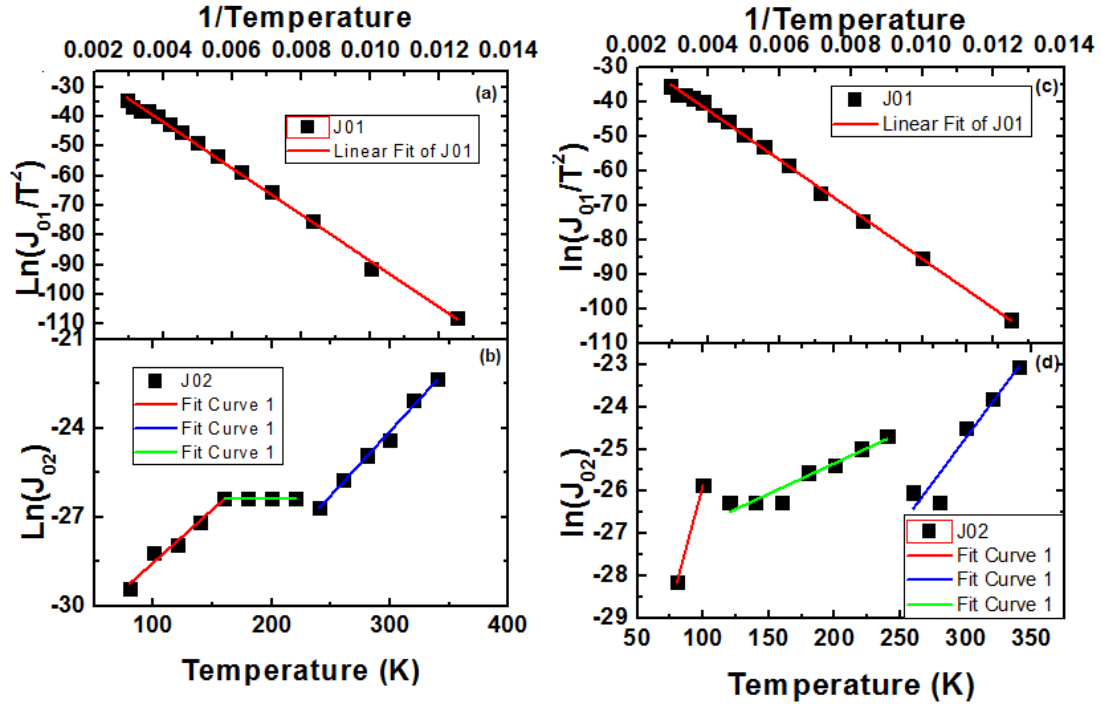 1/Temperature
0.002 0.004 0.006 0.008 0.010 0.012 0.014
(a)
-30
-40
-50
-60
-70
-80
-90
-100
-110
Ln(J01/T2)
J01
Linear Fit of J01
-21
-24
-27
-30
Ln(J02)
(b)
J02
Fit Curve 1
Fit Curve 1
Fit Curve 1
100 200 300 400
Temperature (K)
1/Temperature
0.002 0.004 0.006 0.008 0.010 0.012 0.014
(c)
-30
-40
-50
-60
-70
-80
-90
-100
-110
ln(J01/T2)
J01
Linear Fit of J01
-23
-24
-25
-26
-28
-29
ln(J02)
(d)
J02
Fit Curve 1
Fit Curve 1
Fit Curve 1
50 100 150 200 250 300 350
Temperature (K)